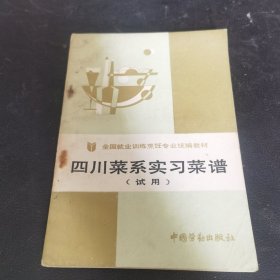 全国就业训练烹饪专业统编教材
四川菜系实习菜谱
（试用）
中国劳动出版社